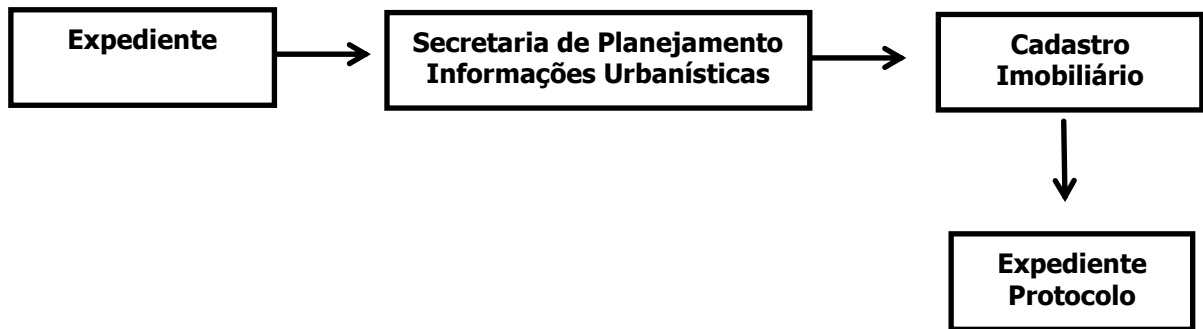 Expediente
Secretaria de Planejamento
Informações Urbanísticas
Cadastro
Imobiliário
Expediente
Protocolo